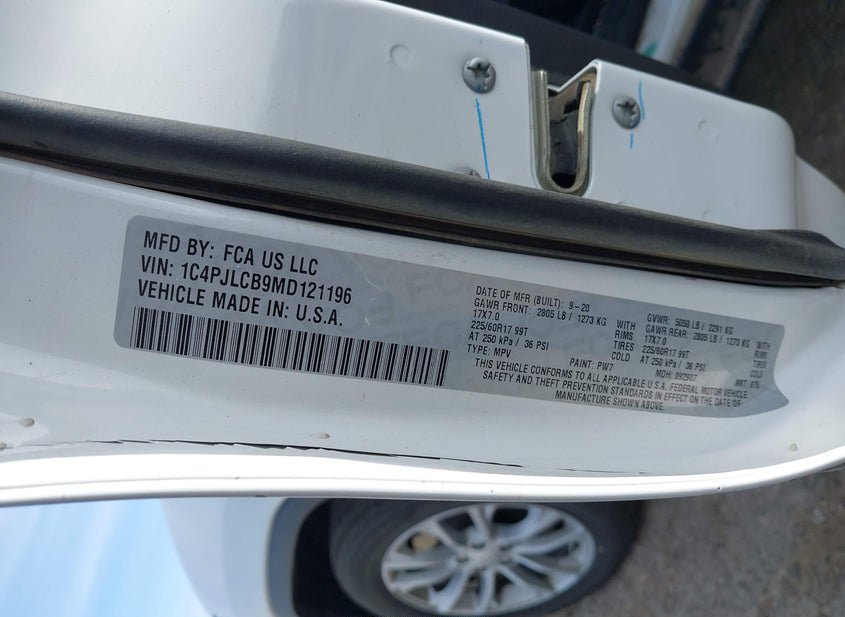 MFD BY: FCA US LLC
VIN: 1C4PJLCB9MD121196
VEHICLE MADE IN: U.S.A.
DATE OF MFR (BUILT): 9-20 GVWR: 5050 LB / 2291 KG
GAWR FRONT: 2805 LB / 1273 KG WITH GAWR REAR: 2805 LB / 1273 KG WITH
17X7.0 RIMS 17X7.0 RIMS
225/60R17 99T TIRES 225/60R17 99T TIRES
AT 250 kPa / 36 PSI COLD AT 250 kPa / 36 PSI COLD
TYPE: MPV PAINT: PW7 MDH: 092907 MKT: 875
THIS VEHICLE CONFORMS TO ALL APPLICABLE U.S.A. FEDERAL MOTOR VEHICLE
SAFETY AND THEFT PREVENTION STANDARDS IN EFFECT ON THE DATE OF
MANUFACTURE SHOWN ABOVE.